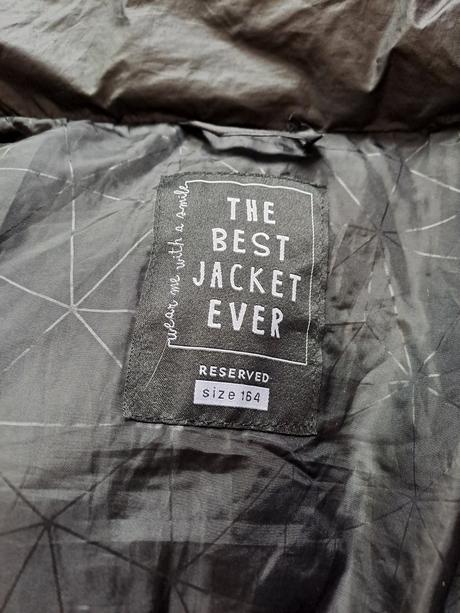 wear me with a smile
THE
BEST
JACKET
EVER
RESERVED
size 164